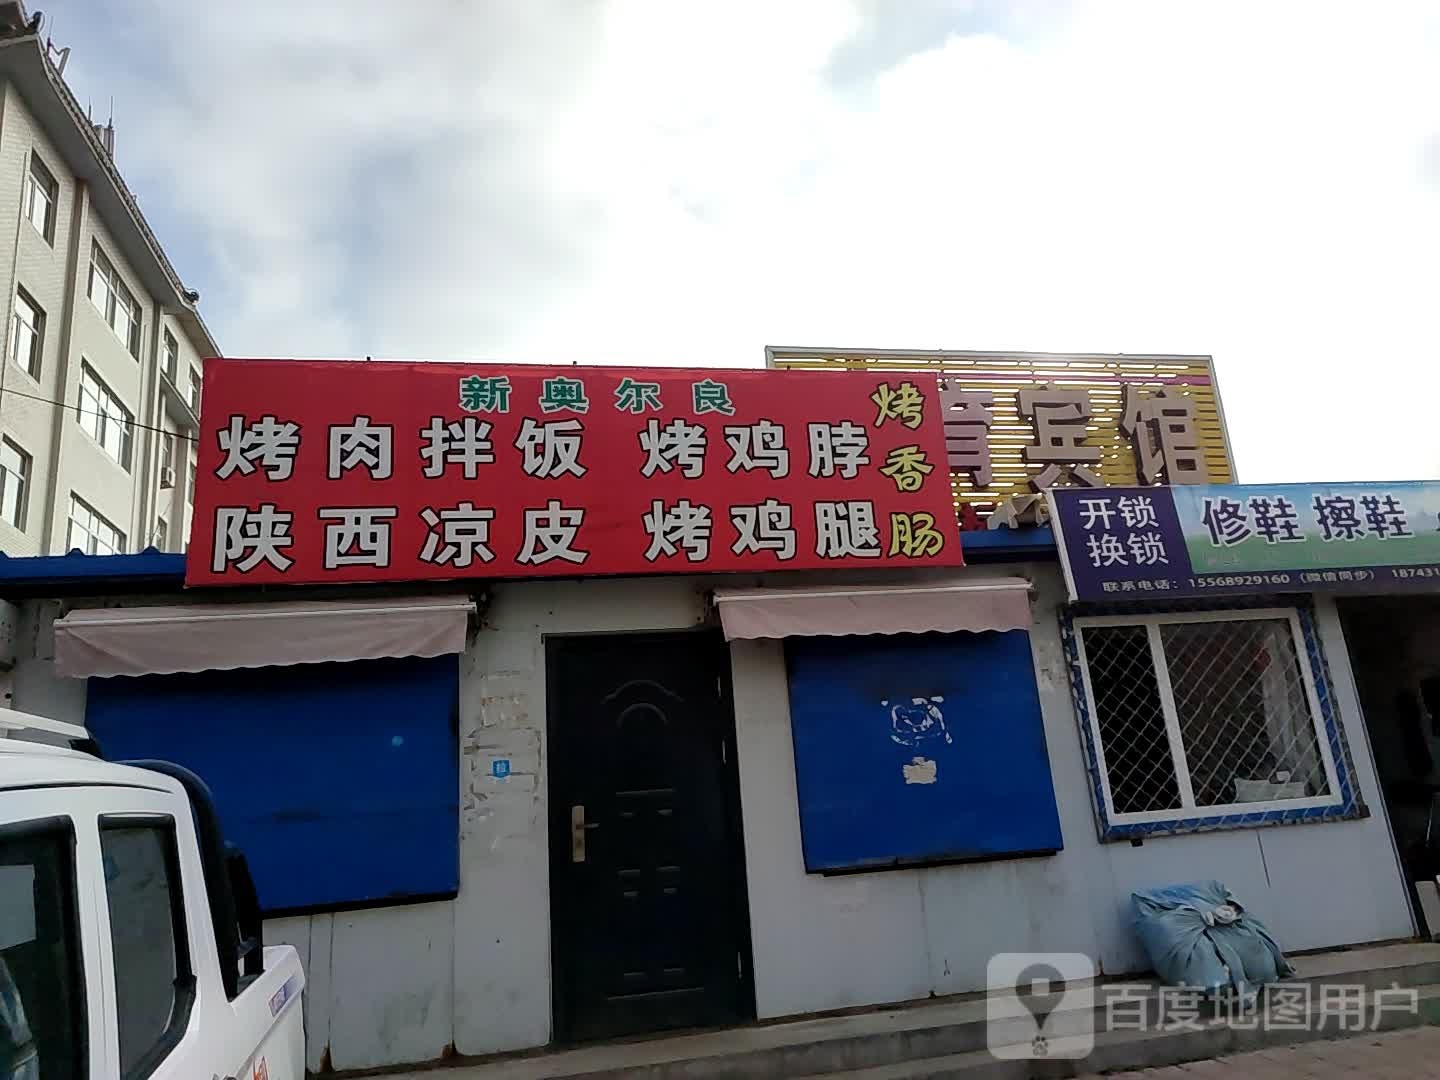 新奥尔良
烤肉拌饭 烤鸡脖
陕西凉皮 烤鸡腿
烤香肠
育宾馆
开锁
换锁
修鞋 擦鞋
联系电话：15568929160（微信同步） 18743
百度地图用户